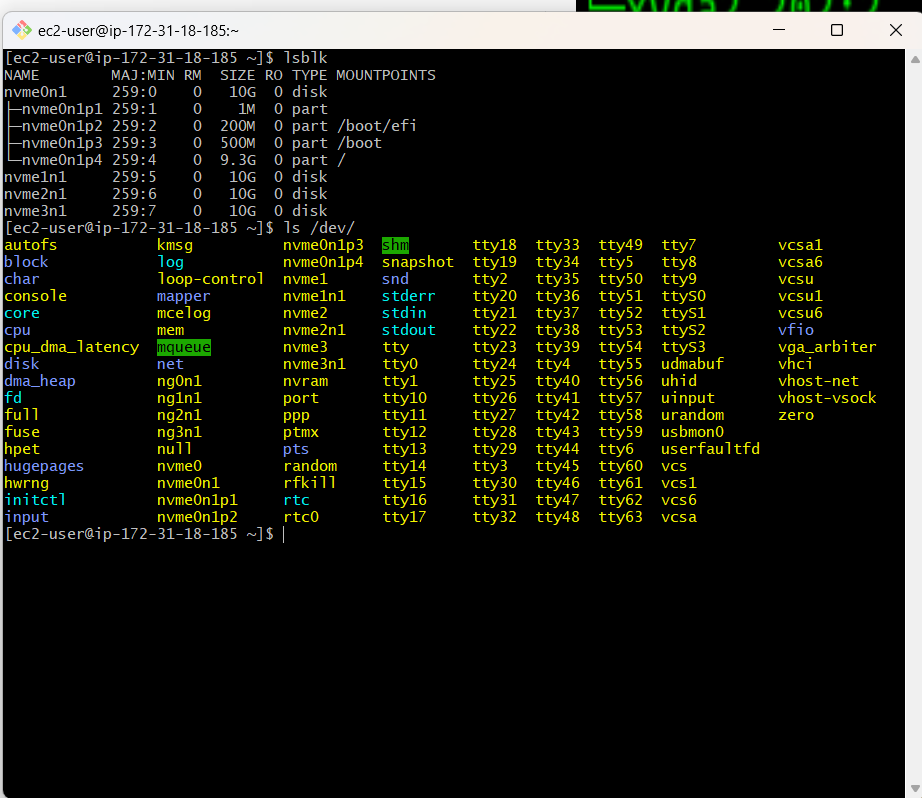 ec2-user@ip-172-31-18-185:~
[ec2-user@ip-172-31-18-185 ~]$ lsblk
NAME        MAJ:MIN RM  SIZE RO TYPE MOUNTPOINTS
nvme0n1     259:0    0   10G  0 disk
├─nvme0n1p1 259:1    0    1M  0 part
├─nvme0n1p2 259:2    0  200M  0 part /boot/efi
├─nvme0n1p3 259:3    0  500M  0 part /boot
└─nvme0n1p4 259:4    0  9.3G  0 part /
nvme1n1     259:5    0   10G  0 disk
nvme2n1     259:6    0   10G  0 disk
nvme3n1     259:7    0   10G  0 disk
[ec2-user@ip-172-31-18-185 ~]$ ls /dev/
autofs           kmsg          nvme0n1p3  shm       tty18  tty33  tty49  tty7         vcsa1
block            log           nvme0n1p4  snapshot  tty19  tty34  tty5   tty8         vcsa6
char             loop-control  nvme1      snd       tty2   tty35  tty50  tty9         vcsu
console          mapper        nvme1n1    stderr    tty20  tty36  tty51  ttyS0        vcsu1
core             mcelog        nvme2      stdin     tty21  tty37  tty52  ttyS1        vcsu6
cpu              mem           nvme2n1    stdout    tty22  tty38  tty53  ttyS2        vfio
cpu_dma_latency  mqueue        nvme3      tty       tty23  tty39  tty54  ttyS3        vga_arbiter
disk             net           nvme3n1    tty0      tty24  tty4   tty55  udmabuf      vhci
dma_heap         ng0n1         nvram      tty1      tty25  tty40  tty56  uhid         vhost-net
fd               ng1n1         port       tty10     tty26  tty41  tty57  uinput       vhost-vsock
full             ng2n1         ppp        tty11     tty27  tty42  tty58  urandom      zero
fuse             ng3n1         ptmx       tty12     tty28  tty43  tty59  usbmon0
hpet             null          pts        tty13     tty29  tty44  tty6   userfaultfd
hugepages        nvme0         random     tty14     tty3   tty45  tty60  vcs
hwrng            nvme0n1       rfkill     tty15     tty30  tty46  tty61  vcs1
initctl          nvme0n1p1     rtc        tty16     tty31  tty47  tty62  vcs6
input            nvme0n1p2     rtc0       tty17     tty32  tty48  tty63  vcsa
[ec2-user@ip-172-31-18-185 ~]$